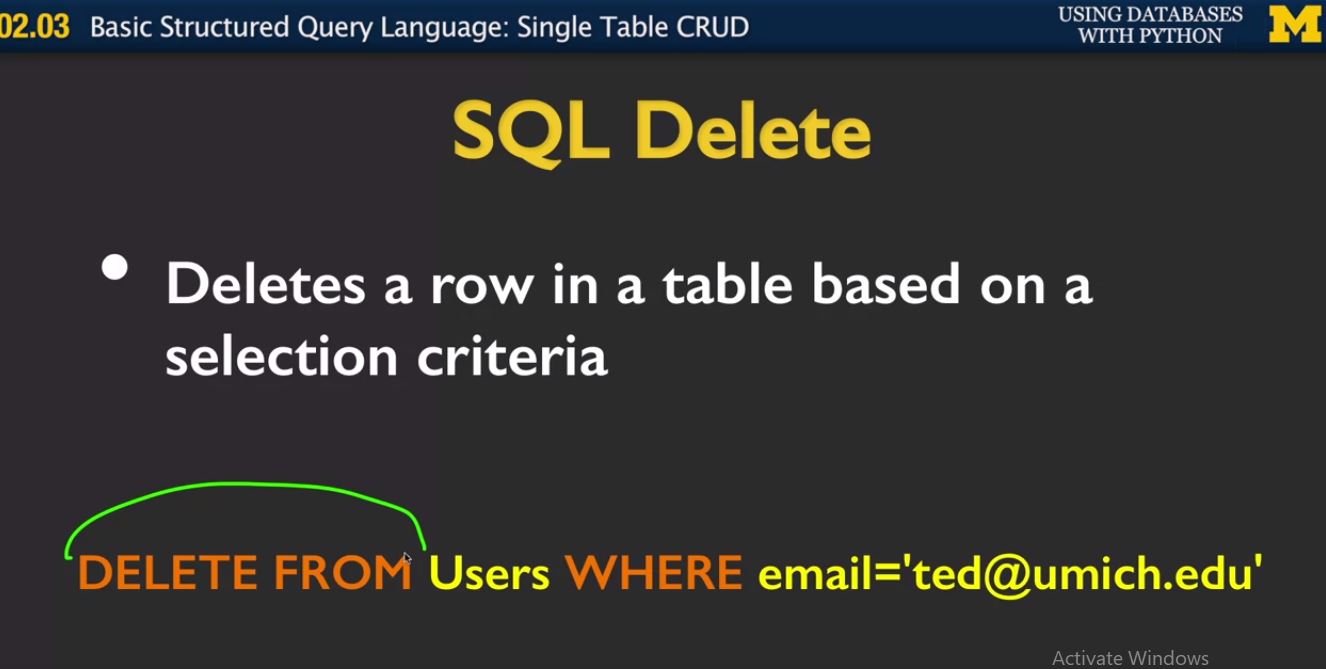 02.03 Basic Structured Query Language: Single Table CRUD
USING DATABASES
WITH PYTHON
M
SQL Delete
• Deletes a row in a table based on a
selection criteria
DELETE FROM Users WHERE email='ted@umich.edu'
Activate Windows